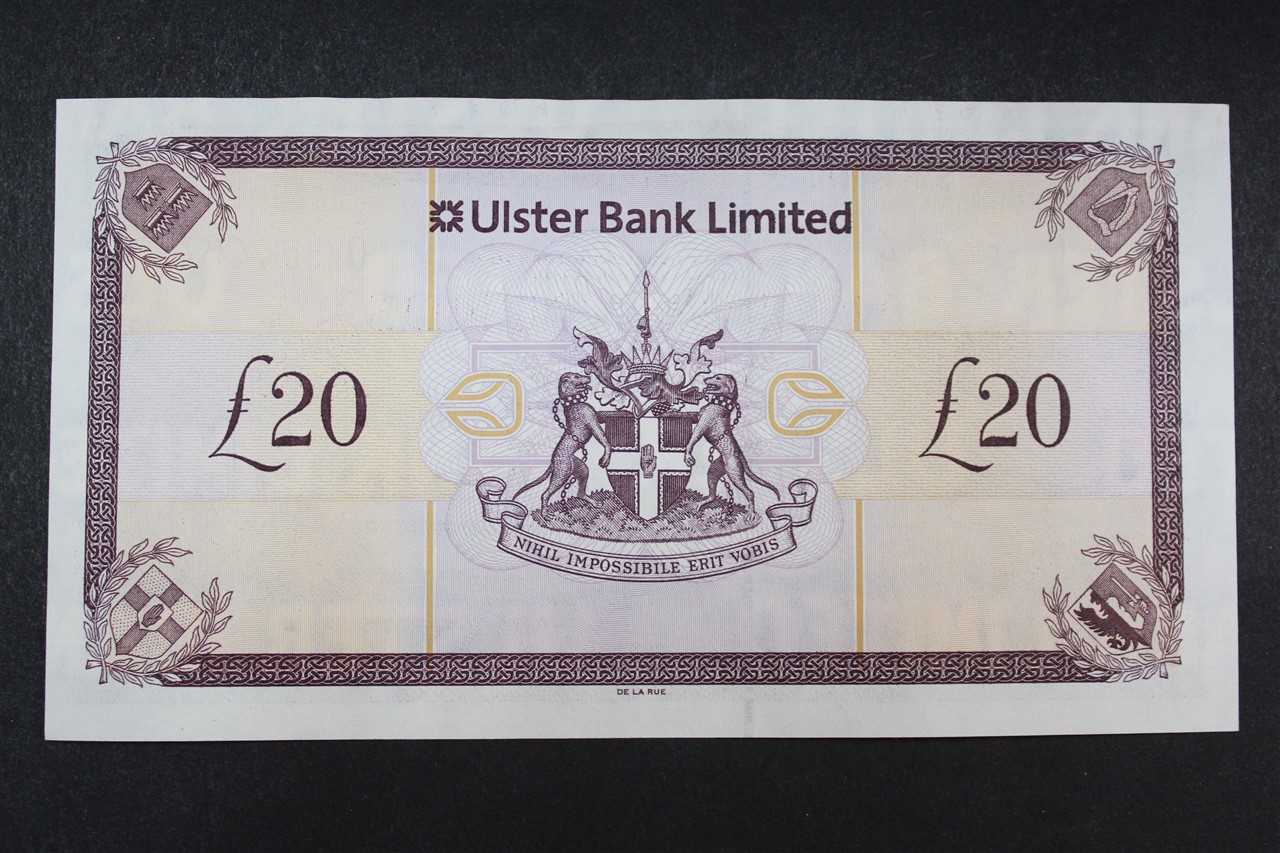 Ulster Bank Limited
£20
£20
NIHIL IMPOSSIBILE ERIT VOBIS
DE LA RUE